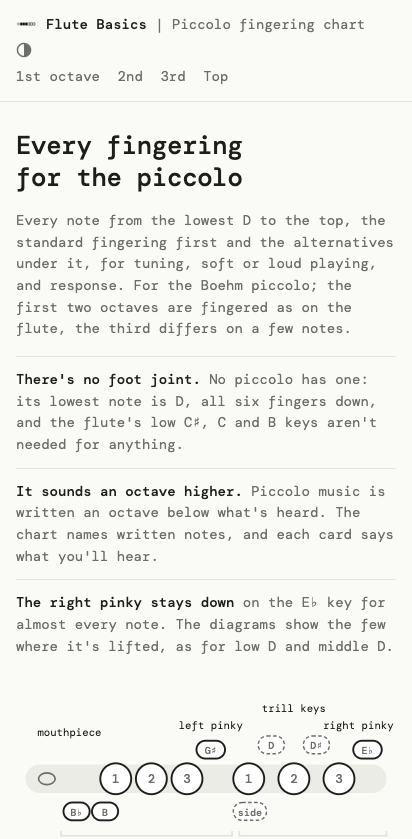 Flute Basics | Piccolo fingering chart
1st octave 2nd 3rd Top
Every fingering
for the piccolo
Every note from the lowest D to the top, the
standard fingering first and the alternatives
under it, for tuning, soft or loud playing,
and response. For the Boehm piccolo; the
first two octaves are fingered as on the
flute, the third differs on a few notes.
There's no foot joint. No piccolo has one:
its lowest note is D, all six fingers down,
and the flute's low C♯, C and B keys aren't
needed for anything.
It sounds an octave higher. Piccolo music is
written an octave below what's heard. The
chart names written notes, and each card says
what you'll hear.
The right pinky stays down on the E♭ key for
almost every note. The diagrams show the few
where it's lifted, as for low D and middle D.
trill keys
left pinky right pinky
mouthpiece
G♯ D D♯ E♭
1 2 3 1 2 3
B♭ B side